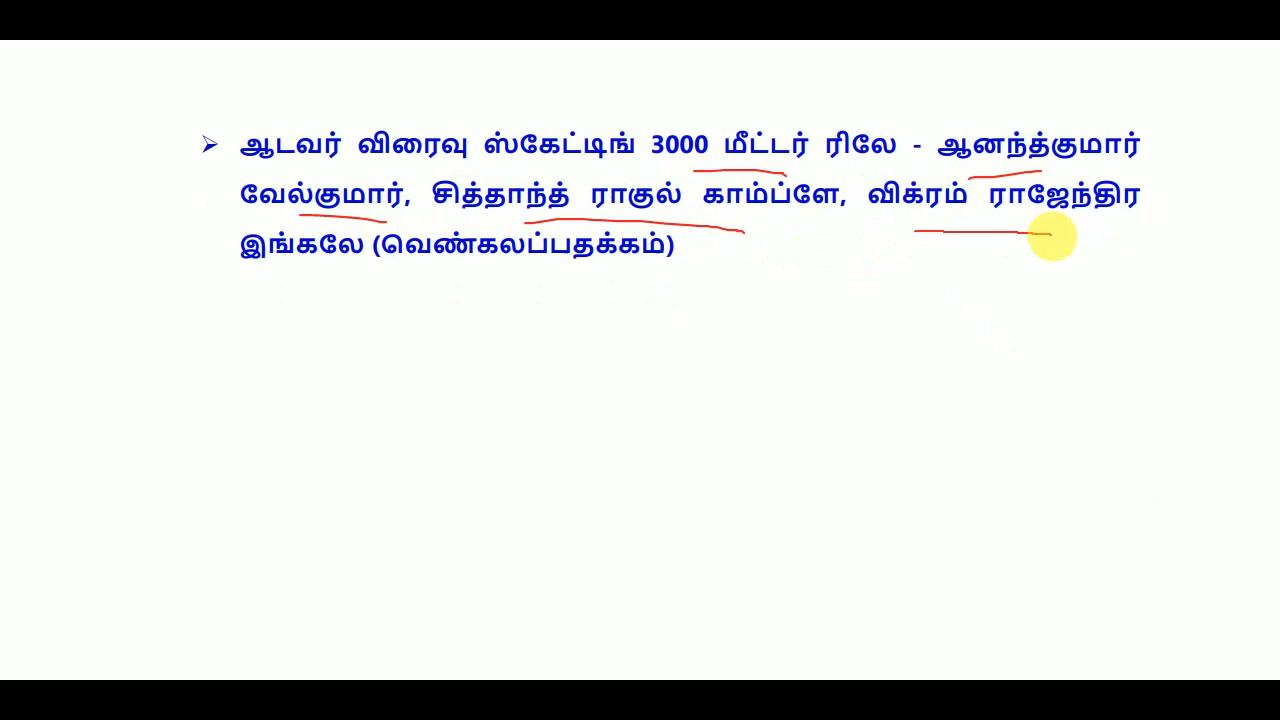 ➢ ஆடவர் விரைவு ஸ்கேட்டிங் 3000 மீட்டர் ரிலே - ஆனந்த்குமார்
வேல்குமார், சித்தாந்த் ராகுல் காம்ப்ளே, விக்ரம் ராஜேந்திர
இங்கலே (வெண்கலப்பதக்கம்)